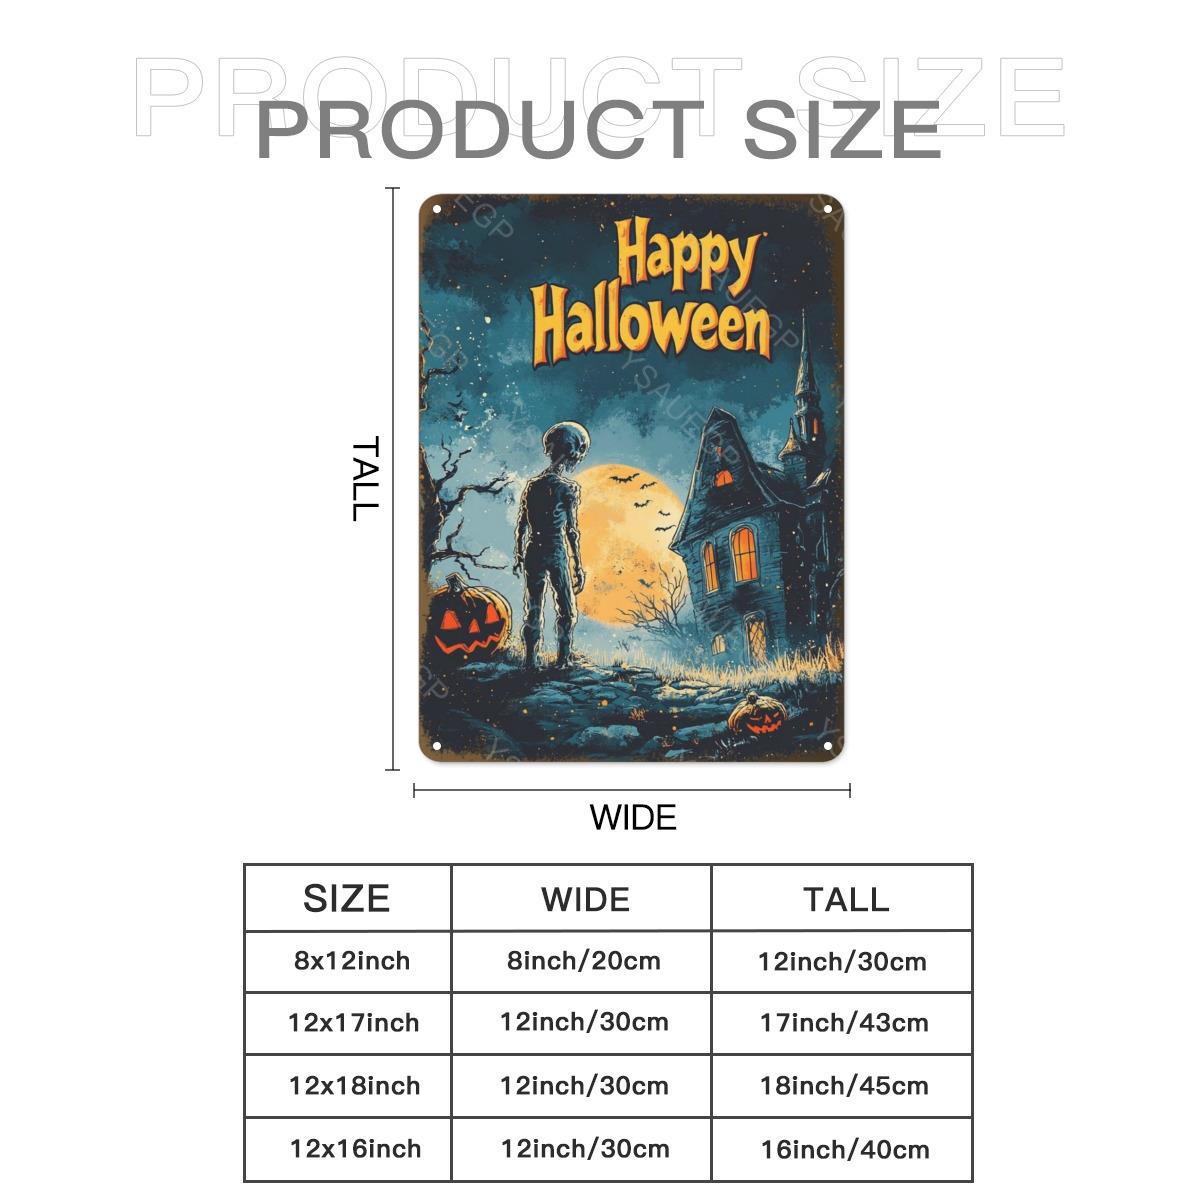 PRODUCT SIZE
PRODUCT SIZE
Happy
Halloween
TALL
WIDE
SIZE WIDE TALL
8x12inch 8inch/20cm 12inch/30cm
12x17inch 12inch/30cm 17inch/43cm
12x18inch 12inch/30cm 18inch/45cm
12x16inch 12inch/30cm 16inch/40cm